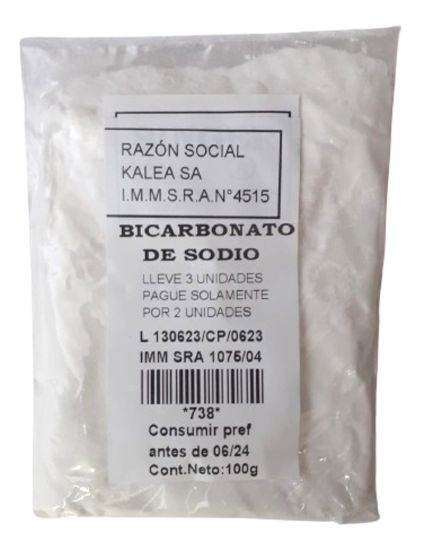 RAZÓN SOCIAL
KALEA SA
I.M.M.S.R.A.N°4515
BICARBONATO
DE SODIO
LLEVE 3 UNIDADES
PAGUE SOLAMENTE
POR 2 UNIDADES
L 130623/CP/0623
IMM SRA 1075/04
*738*
Consumir pref
antes de 06/24
Cont.Neto:100g